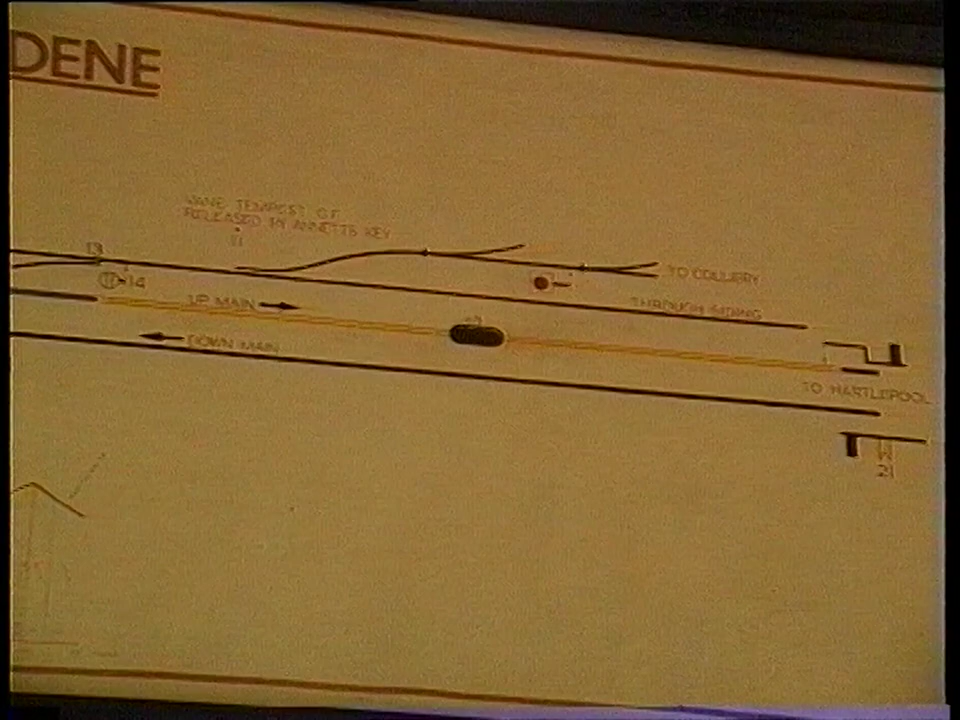 DENE
VANE TEMPEST GF
RELEASED BY ANNETTS KEY
11
13
14
TO COLLIERY
UP MAIN
THROUGH SIDING
DOWN MAIN
TO HARTLEPOOL
21